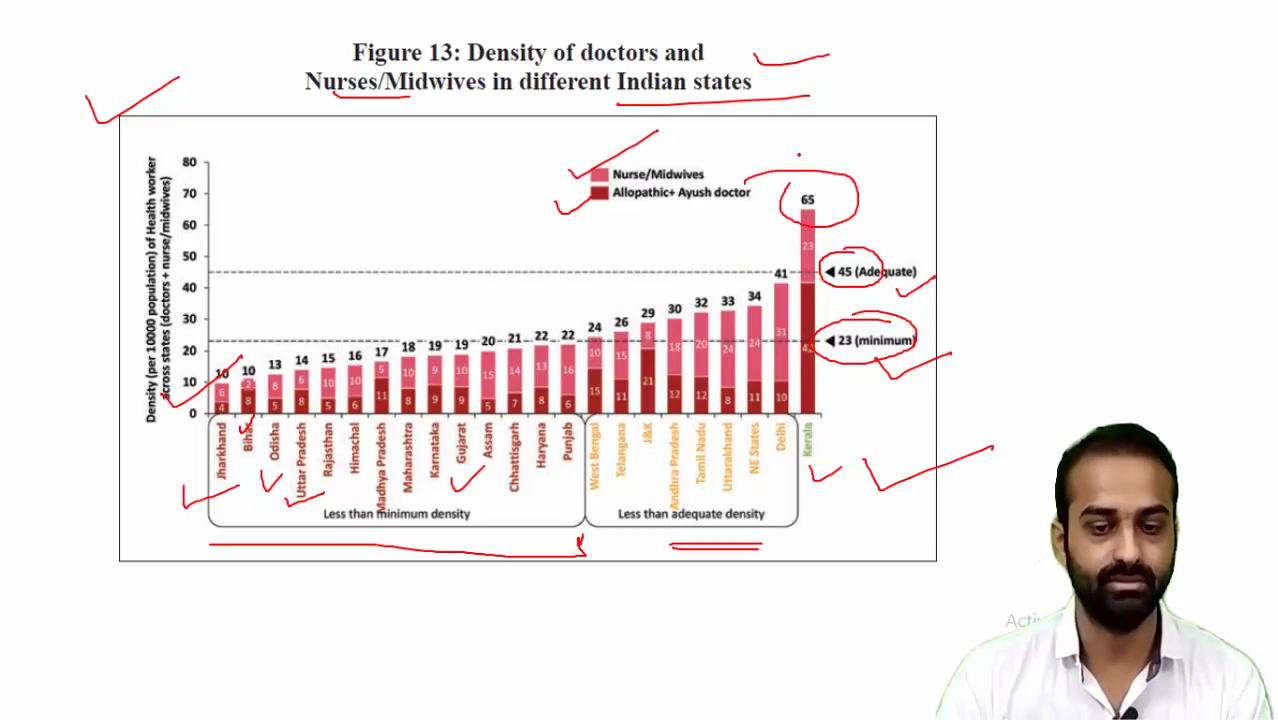 Figure 13: Density of doctors and
Nurses/Midwives in different Indian states
Density (per 10000 population) of Health worker
across states (doctors + nurse/midwives)
80
70
60
50
40
30
20
10
0
Nurse/Midwives
Allopathic+ Ayush doctor
10 10 13 14 15 16 17 18 19 19 20 21 22 22 24 26 29 30 32 33 34 41 65
6 2 8 6 10 10 5 10 9 10 15 14 13 16 10 15 8 18 20 24 24 31 23
4 8 5 8 5 6 11 8 9 9 5 7 8 6 15 11 21 12 12 8 11 10
45 (Adequate)
23 (minimum)
Jharkhand
Bihar
Odisha
Uttar Pradesh
Rajasthan
Himachal
Madhya Pradesh
Maharashtra
Karnataka
Gujarat
Assam
Chhattisgarh
Haryana
Punjab
West Bengal
Telangana
J&K
Andhra Pradesh
Tamil Nadu
Uttarakhand
NE States
Delhi
Kerala
Less than minimum density
Less than adequate density